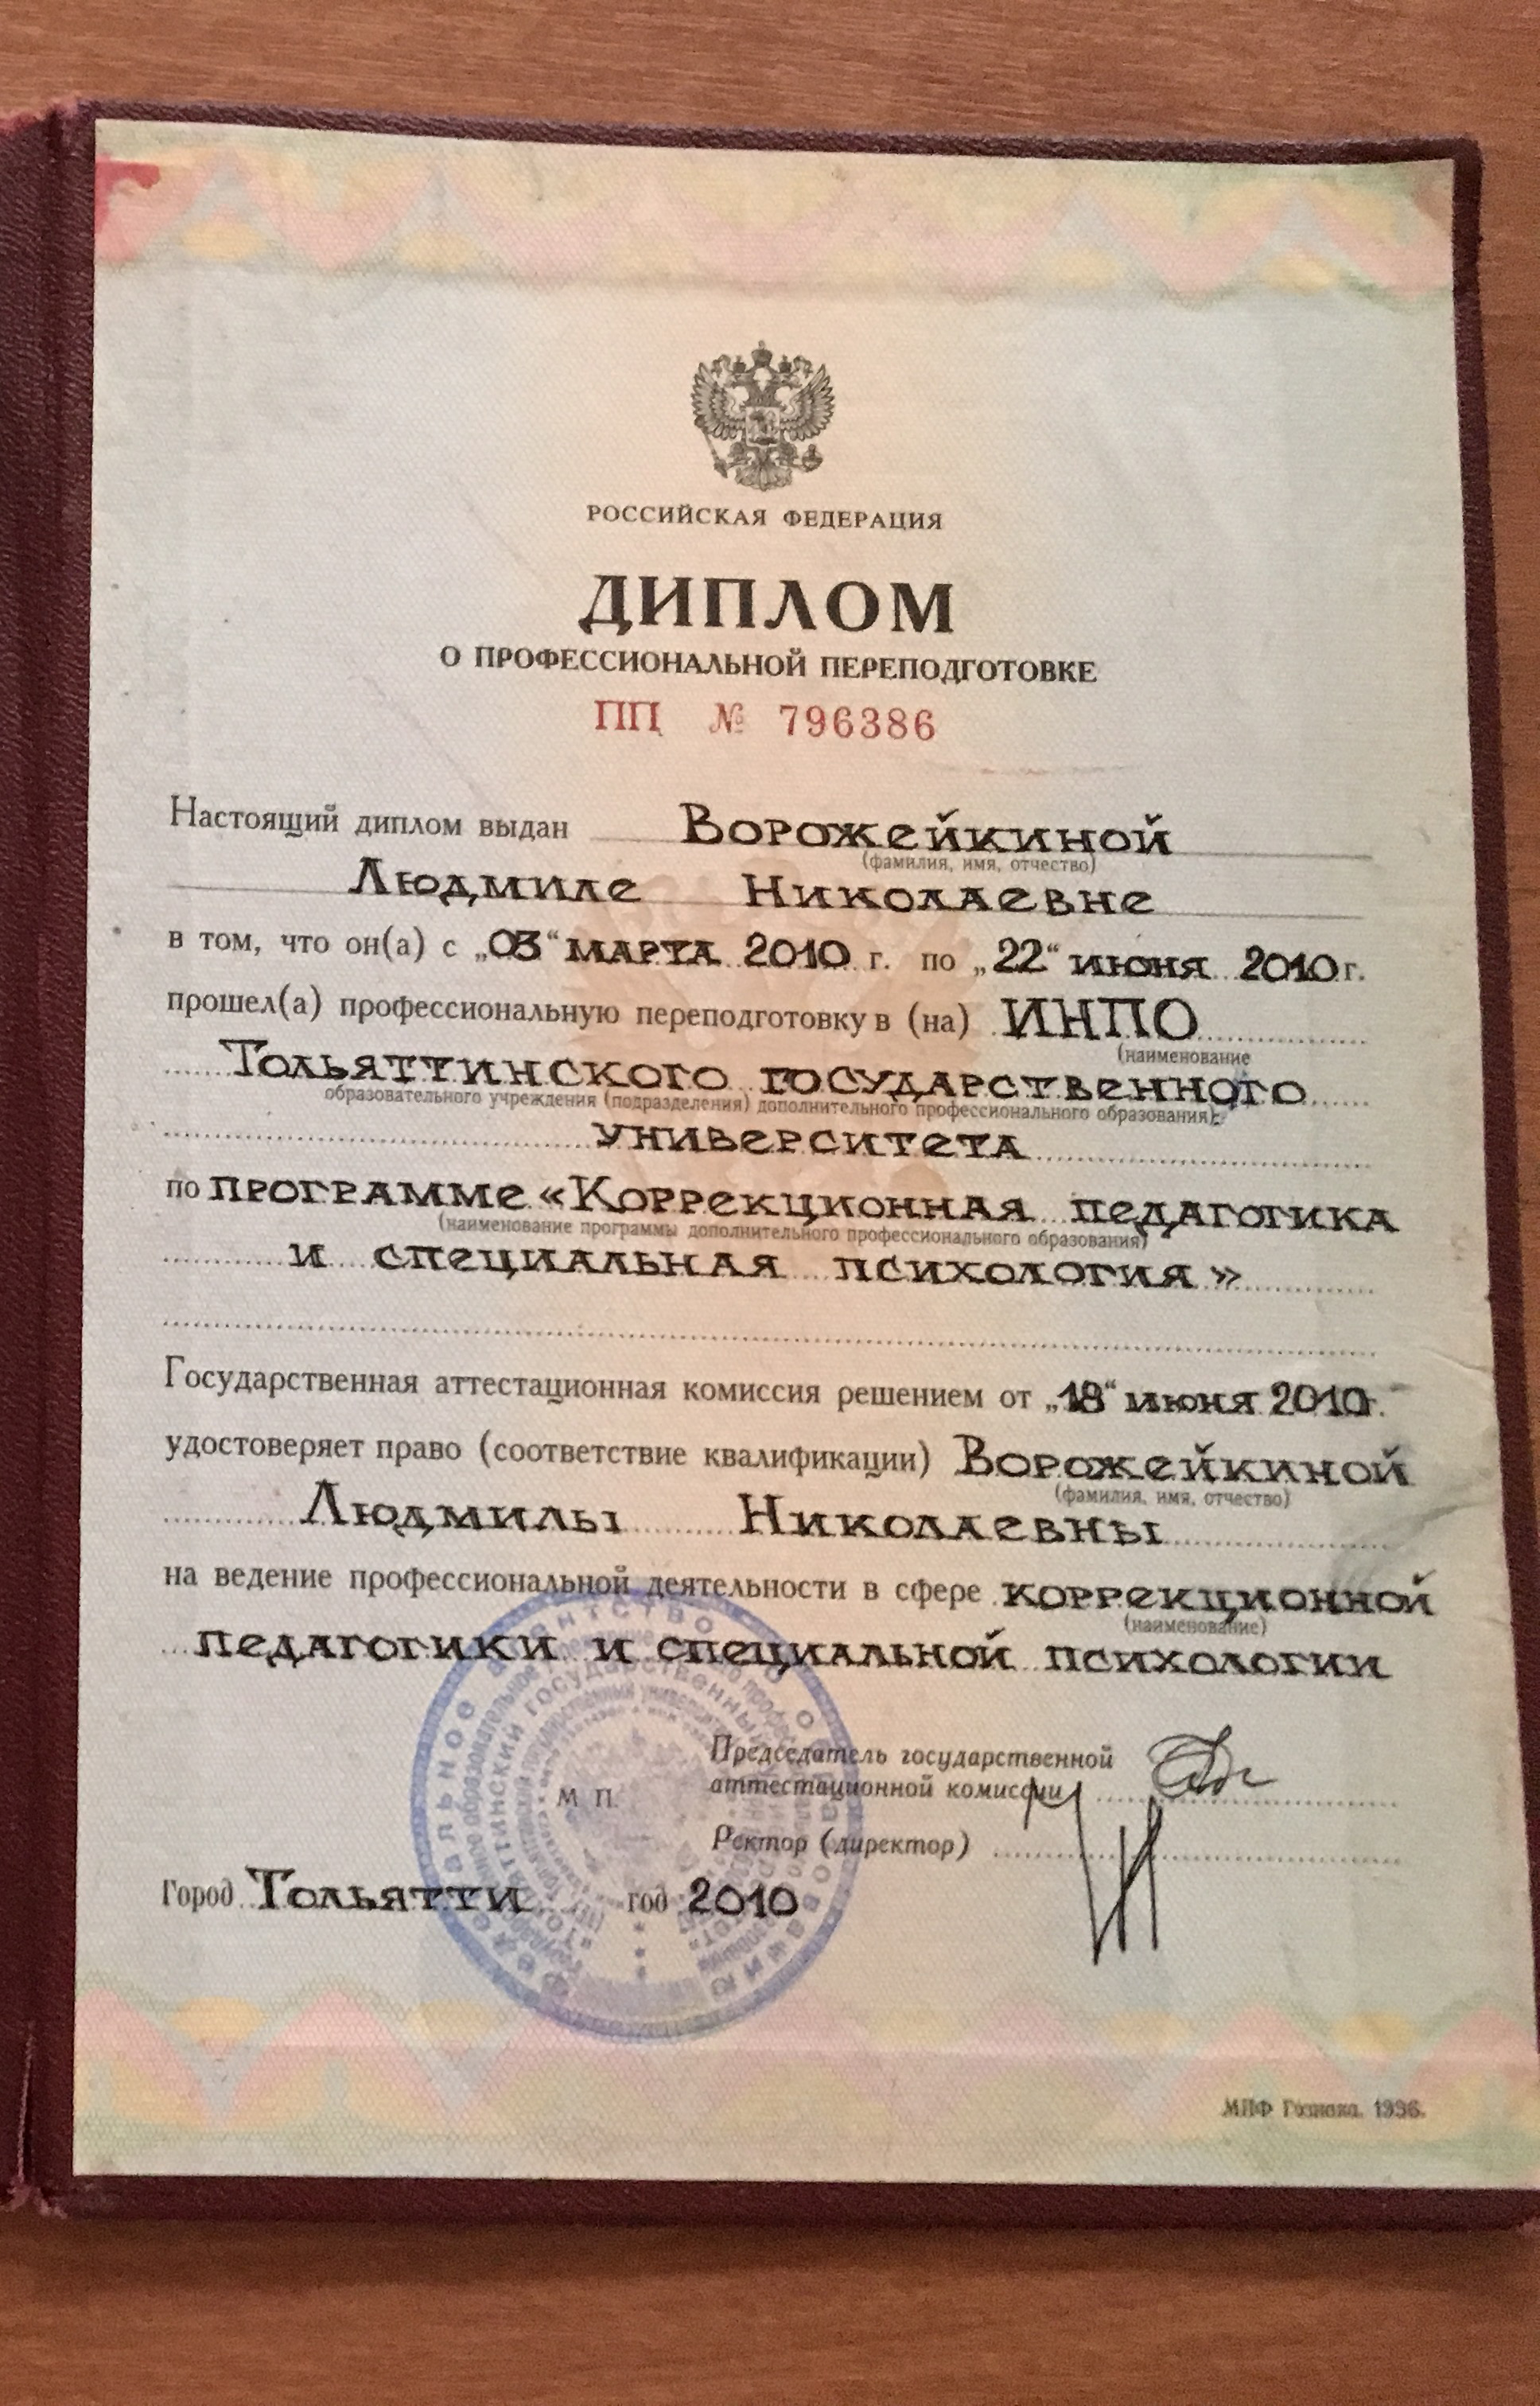 РОССИЙСКАЯ ФЕДЕРАЦИЯ
ДИПЛОМ
О ПРОФЕССИОНАЛЬНОЙ ПЕРЕПОДГОТОВКЕ
ПП № 796386
Настоящий диплом выдан Ворожейкиной
(фамилия, имя, отчество)
Людмиле Николаевне
в том, что он(а) с „03“ марта 2010 г. по „22“ июня 2010 г.
прошел(а) профессиональную переподготовку в (на) ИНПО
(наименование
Тольяттинского государственного
образовательного учреждения (подразделения) дополнительного профессионального образования)
университета
по программе «Коррекционная педагогика
(наименование программы дополнительного профессионального образования)
и специальная психология»
Государственная аттестационная комиссия решением от „18“ июня 2010 г.
удостоверяет право (соответствие квалификации) Ворожейкиной
(фамилия, имя, отчество)
Людмилы Николаевны
на ведение профессиональной деятельности в сфере коррекционной
(наименование)
педагогики и специальной психологии
Председатель государственной
аттестационной комиссии
М. П.
Ректор (директор)
Город Тольятти год 2010
МПФ Гознака. 1996.